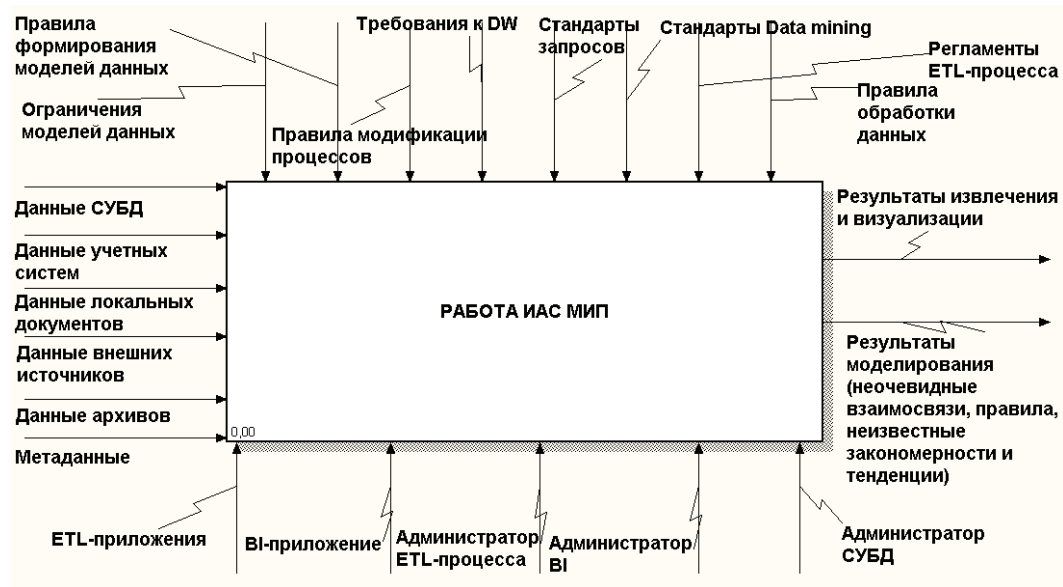 Правила
формирования
моделей данных
Требования к DW
Стандарты
запросов
Стандарты Data mining
Регламенты
ETL-процесса
Ограничения
моделей данных
Правила модификации
процессов
Правила
обработки
данных
Данные СУБД
Данные учетных
систем
Данные локальных
документов
Данные внешних
источников
Данные архивов
Метаданные
РАБОТА ИАС МИП
0,00
Результаты извлечения
и визуализации
Результаты
моделирования
(неочевидные
взаимосвязи, правила,
неизвестные
закономерности и
тенденции)
ETL-приложения
BI-приложение
Администратор
ETL-процесса
Администратор
BI
Администратор
СУБД